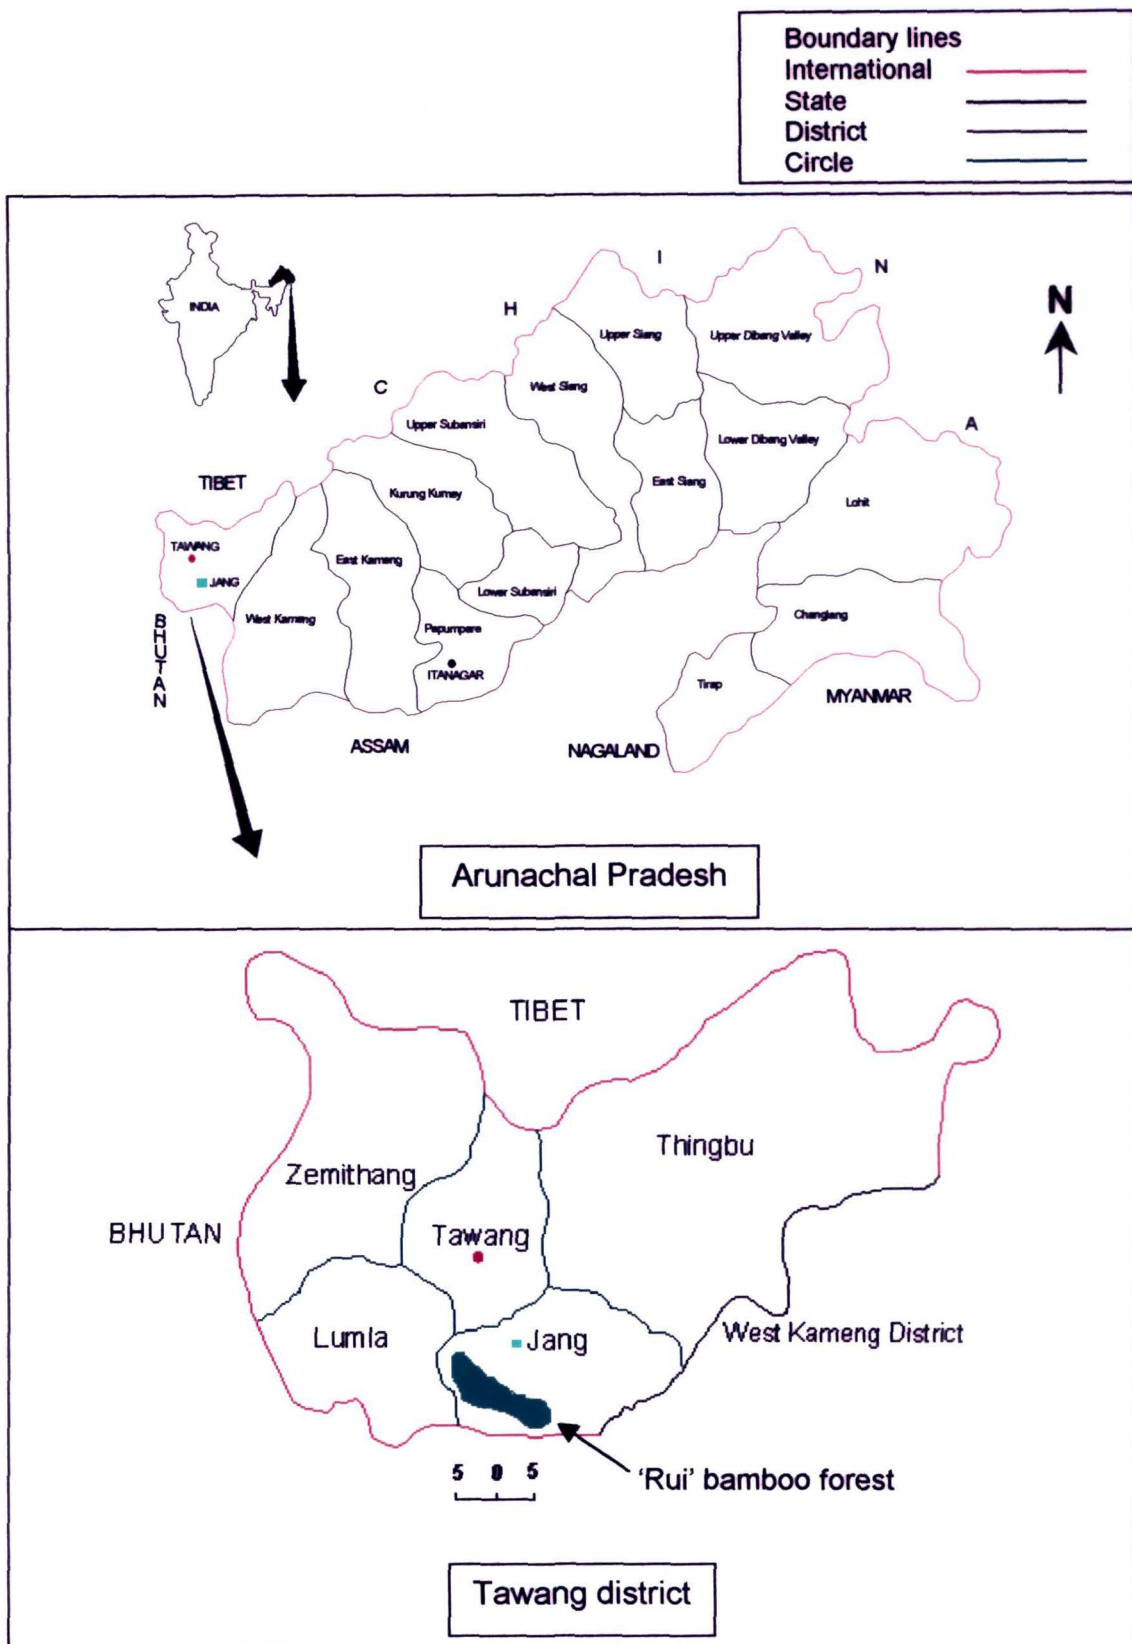 Boundary lines
International
State
District
Circle
INDIA
C
H
I
N
A
N
Upper Siang
Upper Dibang Valley
West Siang
Upper Subansiri
Lower Dibang Valley
TIBET
Kurung Kumey
East Siang
Lohit
TAWANG
JANG
East Kameng
Lower Subansiri
West Kameng
Changlang
BHUTAN
Papumpare
ITANAGAR
Tirap
MYANMAR
ASSAM
NAGALAND
Arunachal Pradesh
TIBET
Zemithang
Thingbu
BHUTAN
Tawang
Lumla
Jang
West Kameng District
5 0 5
'Rui' bamboo forest
Tawang district